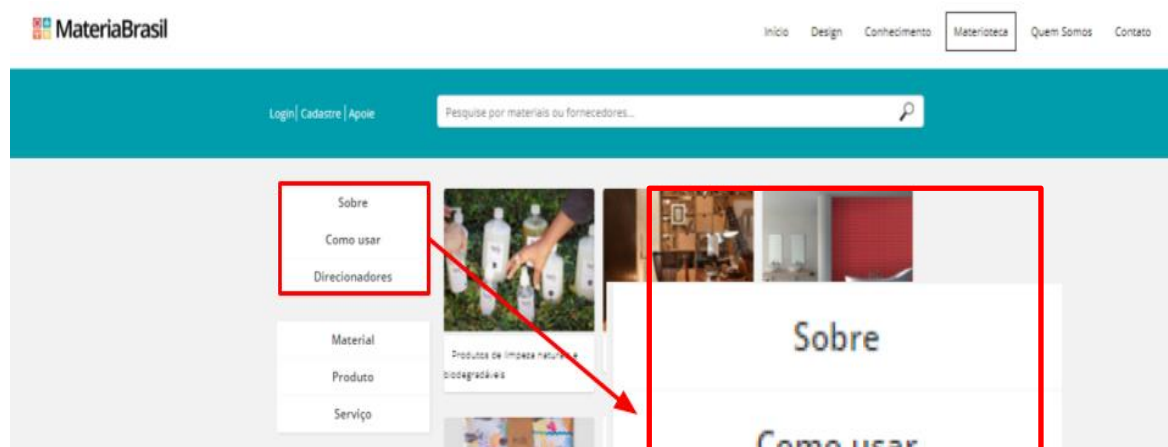 MateriaBrasil
Início Design Conhecimento Materioteca Quem Somos Contato
Login| Cadastre | Apoie
Pesquise por materiais ou fornecedores...
Sobre
Como usar
Direcionadores
Material
Produto
Serviço
Produtos de limpeza naturais e
biodegradáveis
Sobre
Como usar